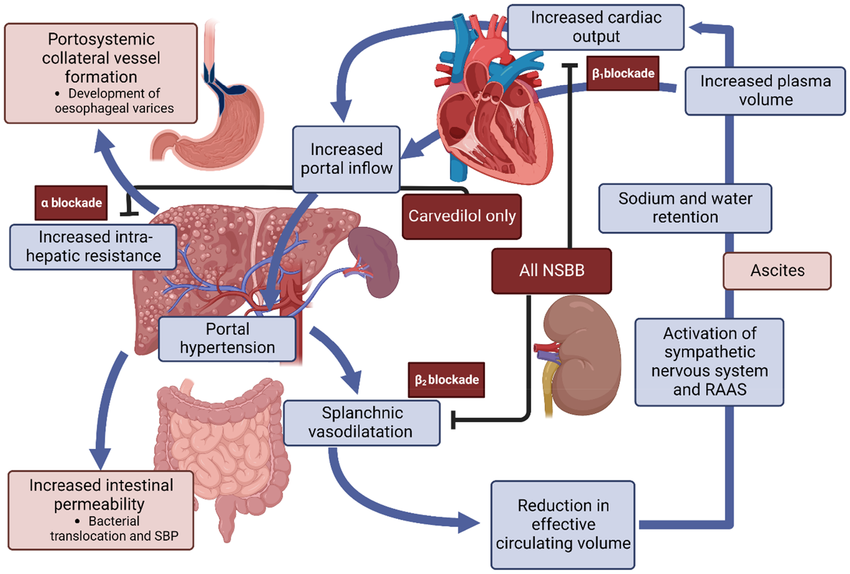 Increased cardiac
output
Portosystemic
collateral vessel
formation
• Development of
oesophageal varices
β₁blockade
Increased plasma
volume
Increased
portal inflow
α blockade
Carvedilol only
Sodium and water
retention
Increased intra-
hepatic resistance
All NSBB
Ascites
Portal
hypertension
Activation of
sympathetic
nervous system
and RAAS
β₂ blockade
Splanchnic
vasodilatation
Increased intestinal
permeability
• Bacterial
translocation and SBP
Reduction in
effective
circulating volume